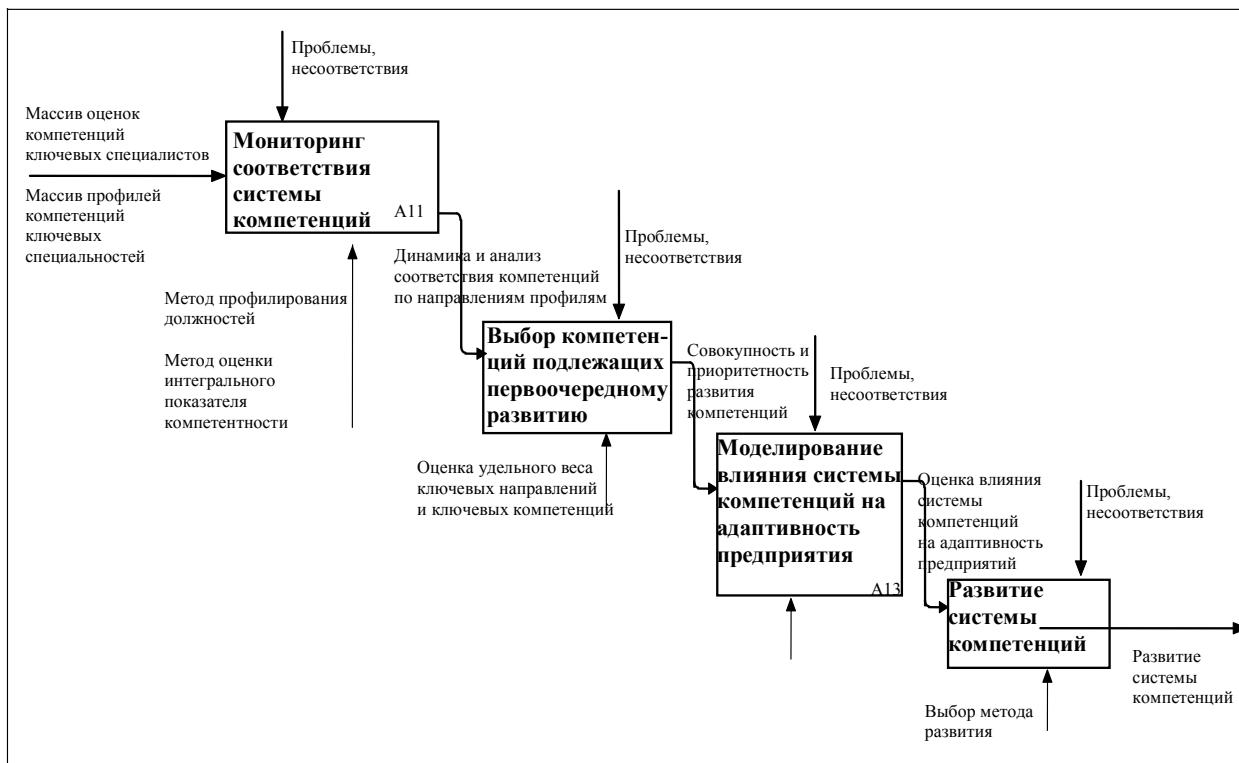 Проблемы,
несоответствия
Массив оценок
компетенций
ключевых специалистов
Массив профилей
компетенций
ключевых
специальностей
Мониторинг
соответствия
системы
компетенций
А11
Метод профилирования
должностей
Метод оценки
интегрального
показателя
компетентности
Динамика и анализ
соответствия компетенций
по направлениям профилям
Проблемы,
несоответствия
Выбор компетен-
ций подлежащих
первоочередному
развитию
Оценка удельного веса
ключевых направлений
и ключевых компетенций
Совокупность и
приоритетность
развития
компетенций
Проблемы,
несоответствия
Моделирование
влияния системы
компетенций на
адаптивность
предприятия
А13
Оценка влияния
системы
компетенций
на адаптивность
предприятий
Проблемы,
несоответствия
Развитие
системы
компетенций
Выбор метода
развития
Развитие
системы
компетенций